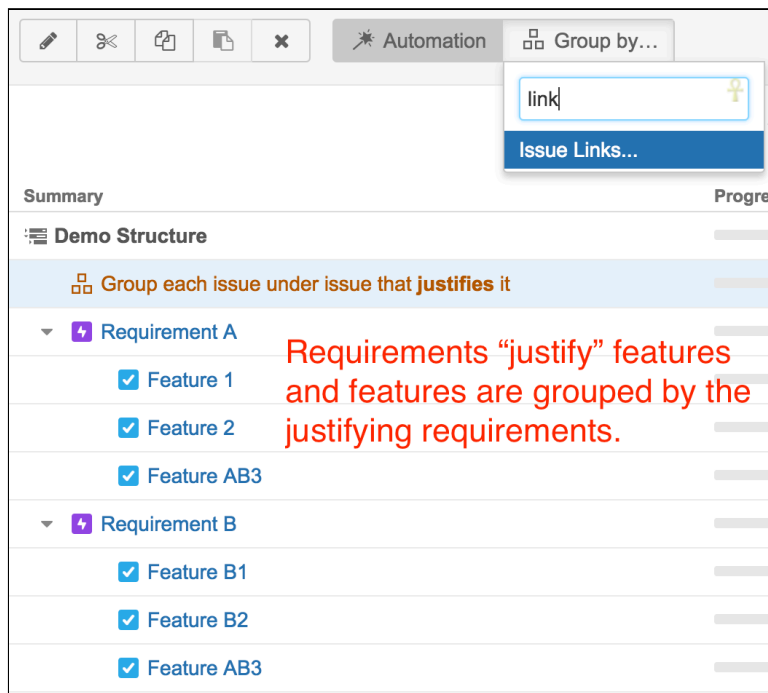 Automation
Group by...
link
Issue Links...
Summary
Progre
Demo Structure
Group each issue under issue that justifies it
Requirement A
Requirements “justify” features
and features are grouped by the
justifying requirements.
Feature 1
Feature 2
Feature AB3
Requirement B
Feature B1
Feature B2
Feature AB3